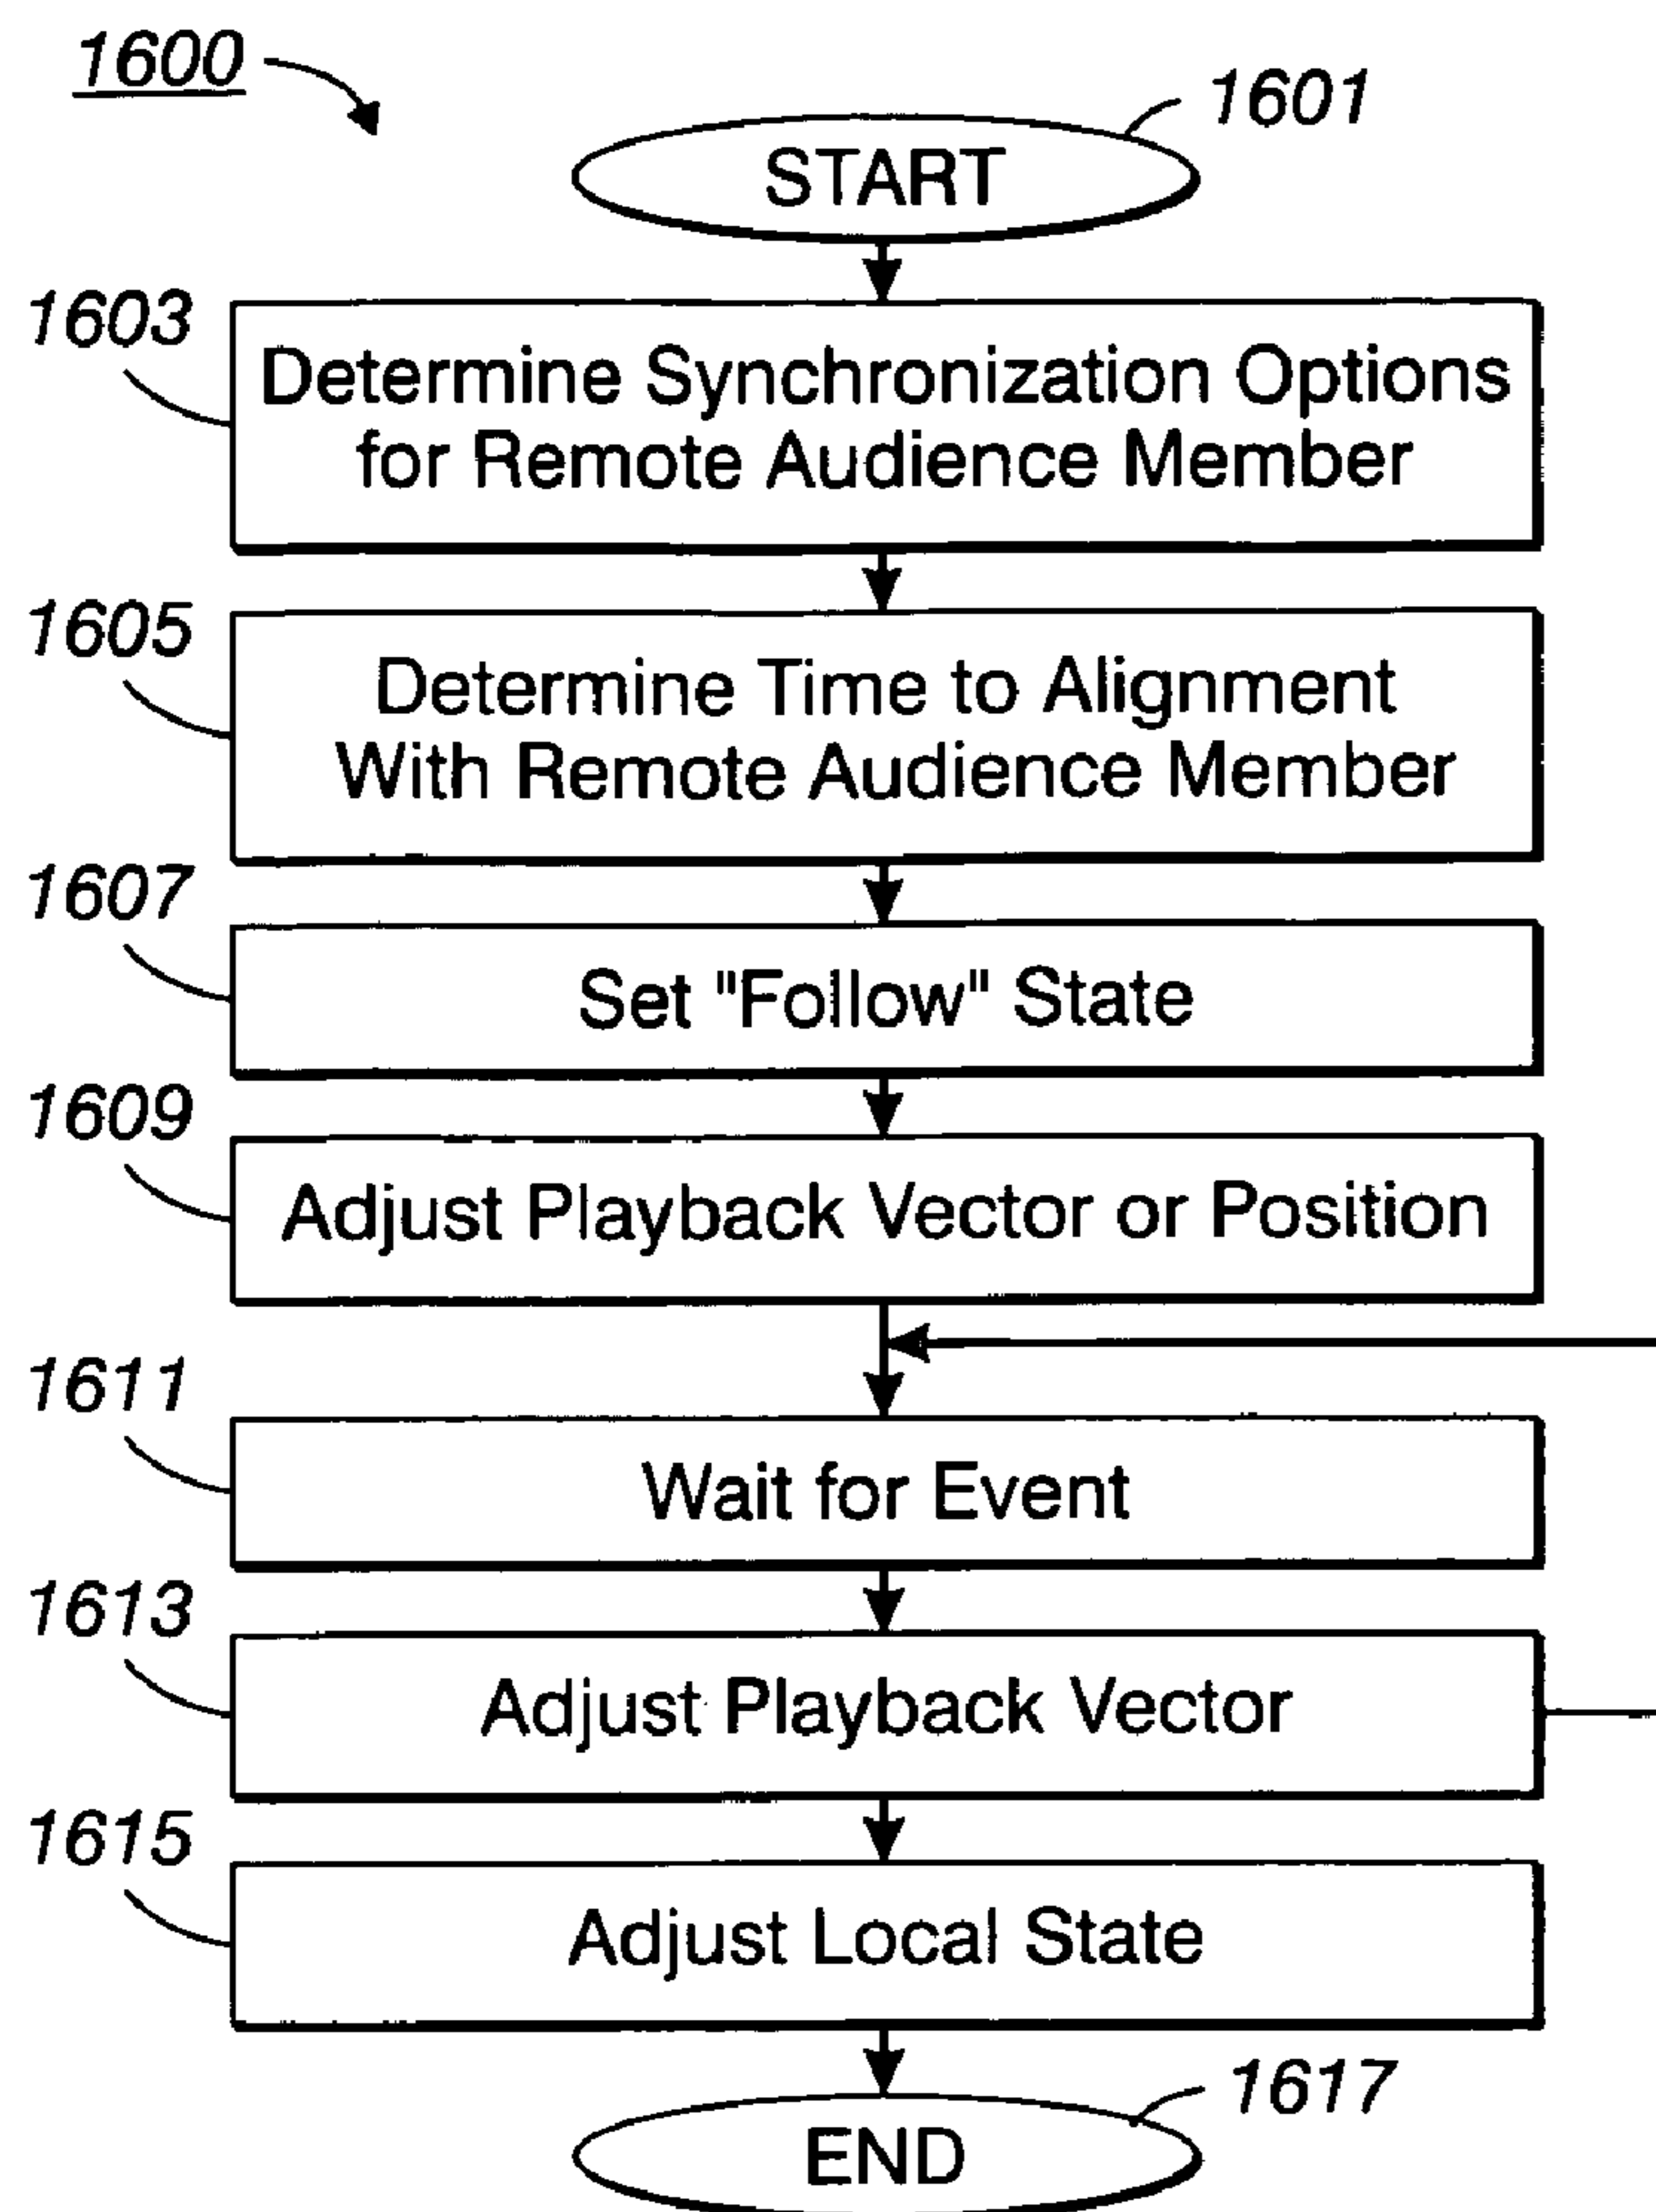 1600
1601
START
1603
Determine Synchronization Options
for Remote Audience Member
1605
Determine Time to Alignment
With Remote Audience Member
1607
Set "Follow" State
1609
Adjust Playback Vector or Position
1611
Wait for Event
1613
Adjust Playback Vector
1615
Adjust Local State
1617
END